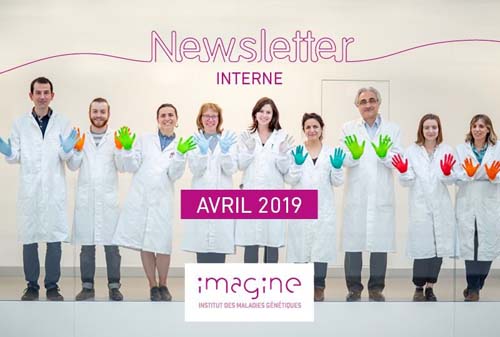 Newsletter
INTERNE
AVRIL 2019
imagine
INSTITUT DES MALADIES GÉNÉTIQUES